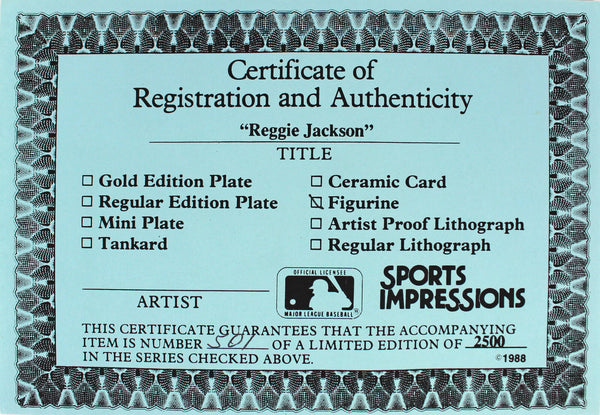 Certificate of
Registration and Authenticity
“Reggie Jackson”
TITLE
☐ Gold Edition Plate
☐ Regular Edition Plate
☐ Mini Plate
☐ Tankard
☐ Ceramic Card
☒ Figurine
☐ Artist Proof Lithograph
☐ Regular Lithograph
ARTIST
OFFICIAL LICENSEE
MAJOR LEAGUE BASEBALL
®
SPORTS
IMPRESSIONS
THIS CERTIFICATE GUARANTEES THAT THE ACCOMPANYING
ITEM IS NUMBER 501 OF A LIMITED EDITION OF 2500
IN THE SERIES CHECKED ABOVE.
©1988